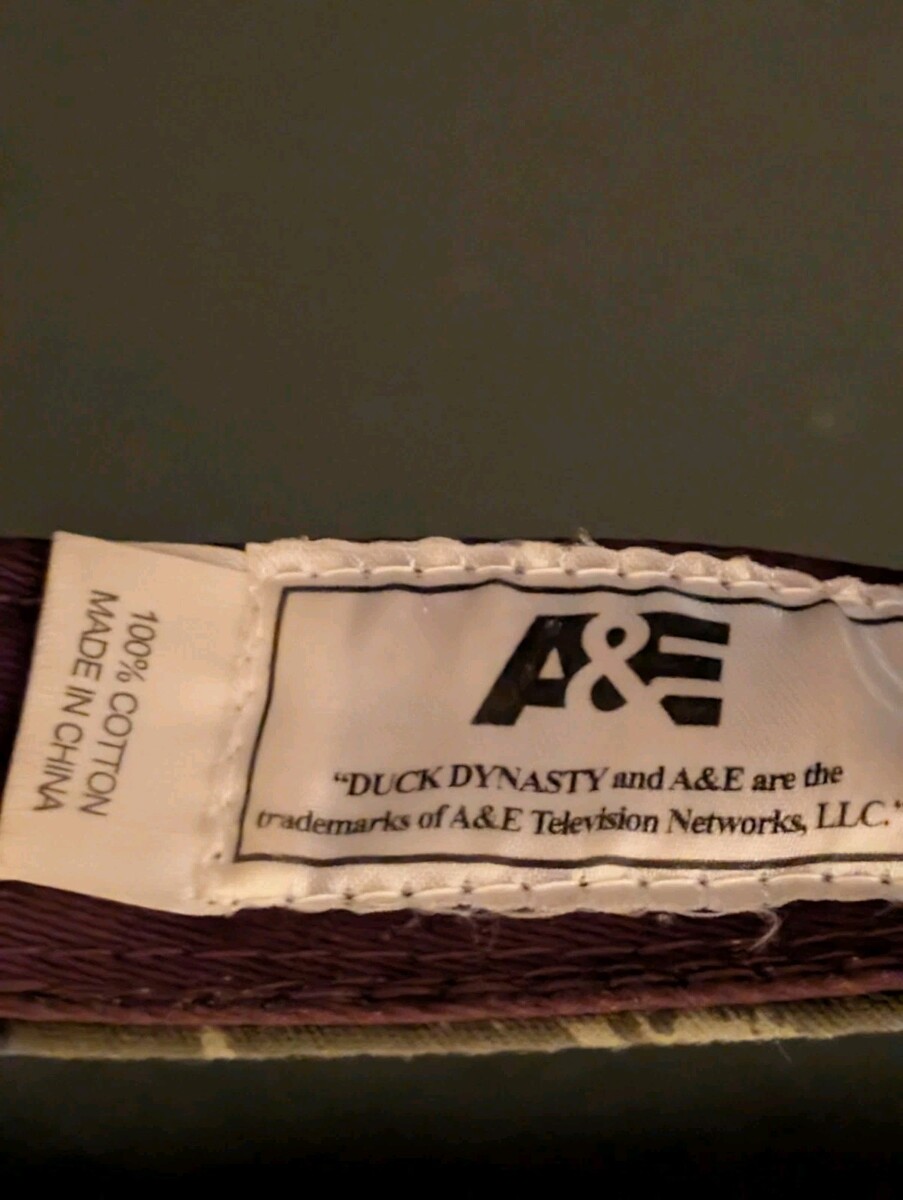 100% COTTON
MADE IN CHINA
A&E
“DUCK DYNASTY and A&E are the
trademarks of A&E Television Networks, LLC.”